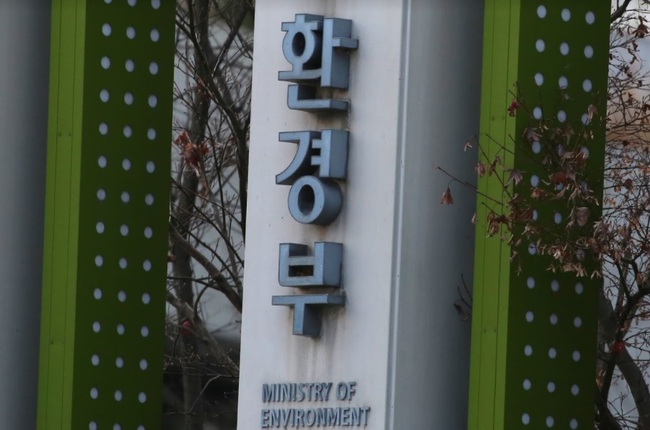 환경부
MINISTRY OF
ENVIRONMENT